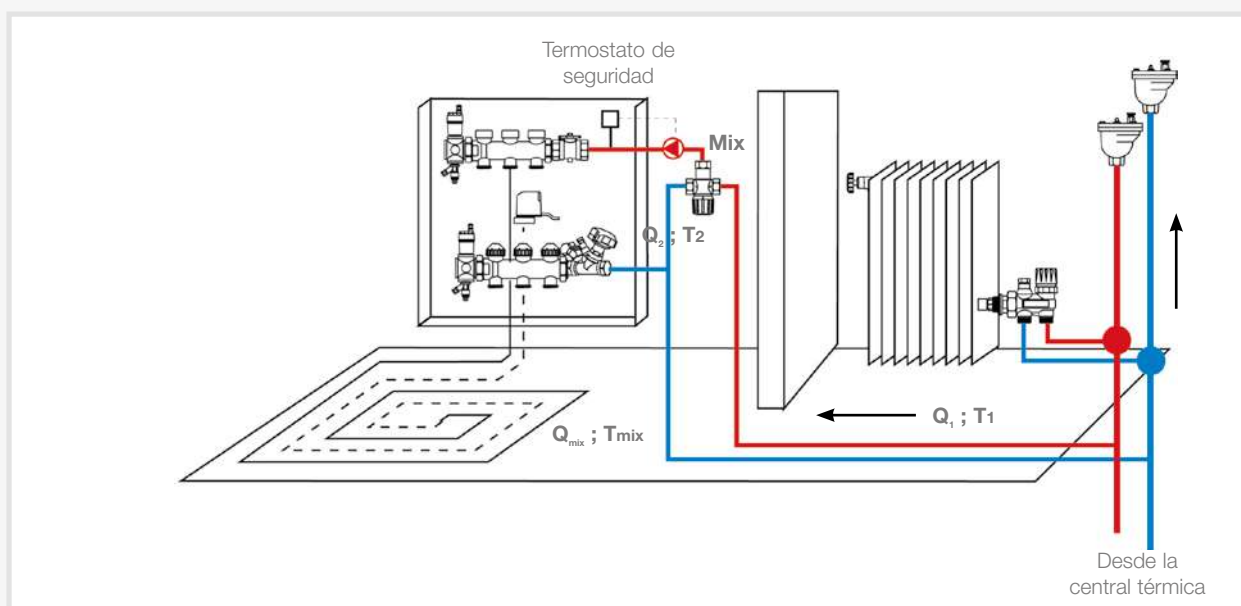 Termostato de
seguridad
Mix
Q2 ; T2
Q1 ; T1
Qmix ; Tmix
Desde la
central térmica